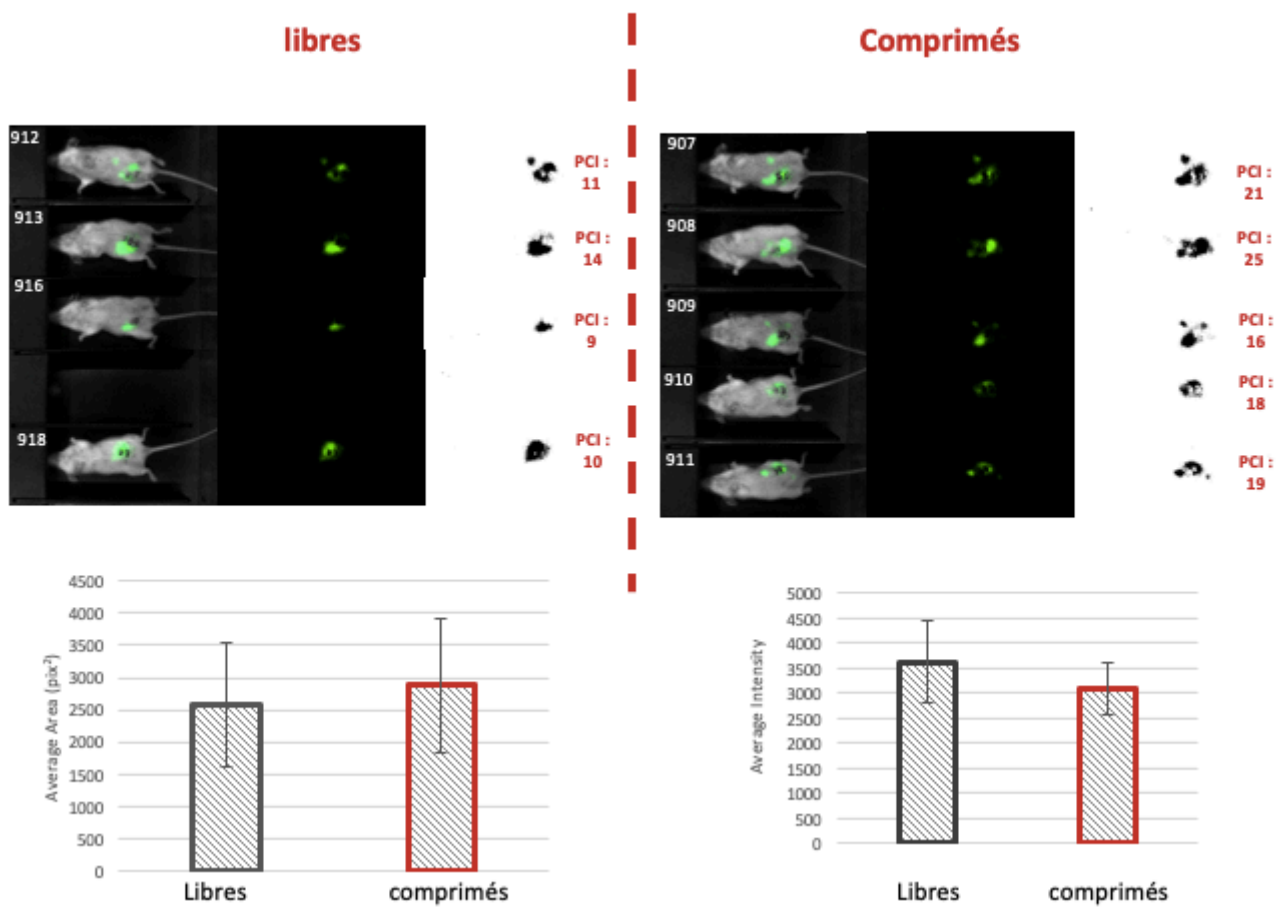 libres
Comprimés
912
PCI :
11
913
PCI :
14
916
PCI :
9
918
PCI :
10
907
PCI :
21
908
PCI :
25
909
PCI :
16
910
PCI :
18
911
PCI :
19
Average Area (pix²)
4500
4000
3500
3000
2500
2000
1500
1000
500
0
Libres comprimés
Average Intensity
5000
4500
4000
3500
3000
2500
2000
1500
1000
500
0
Libres comprimés